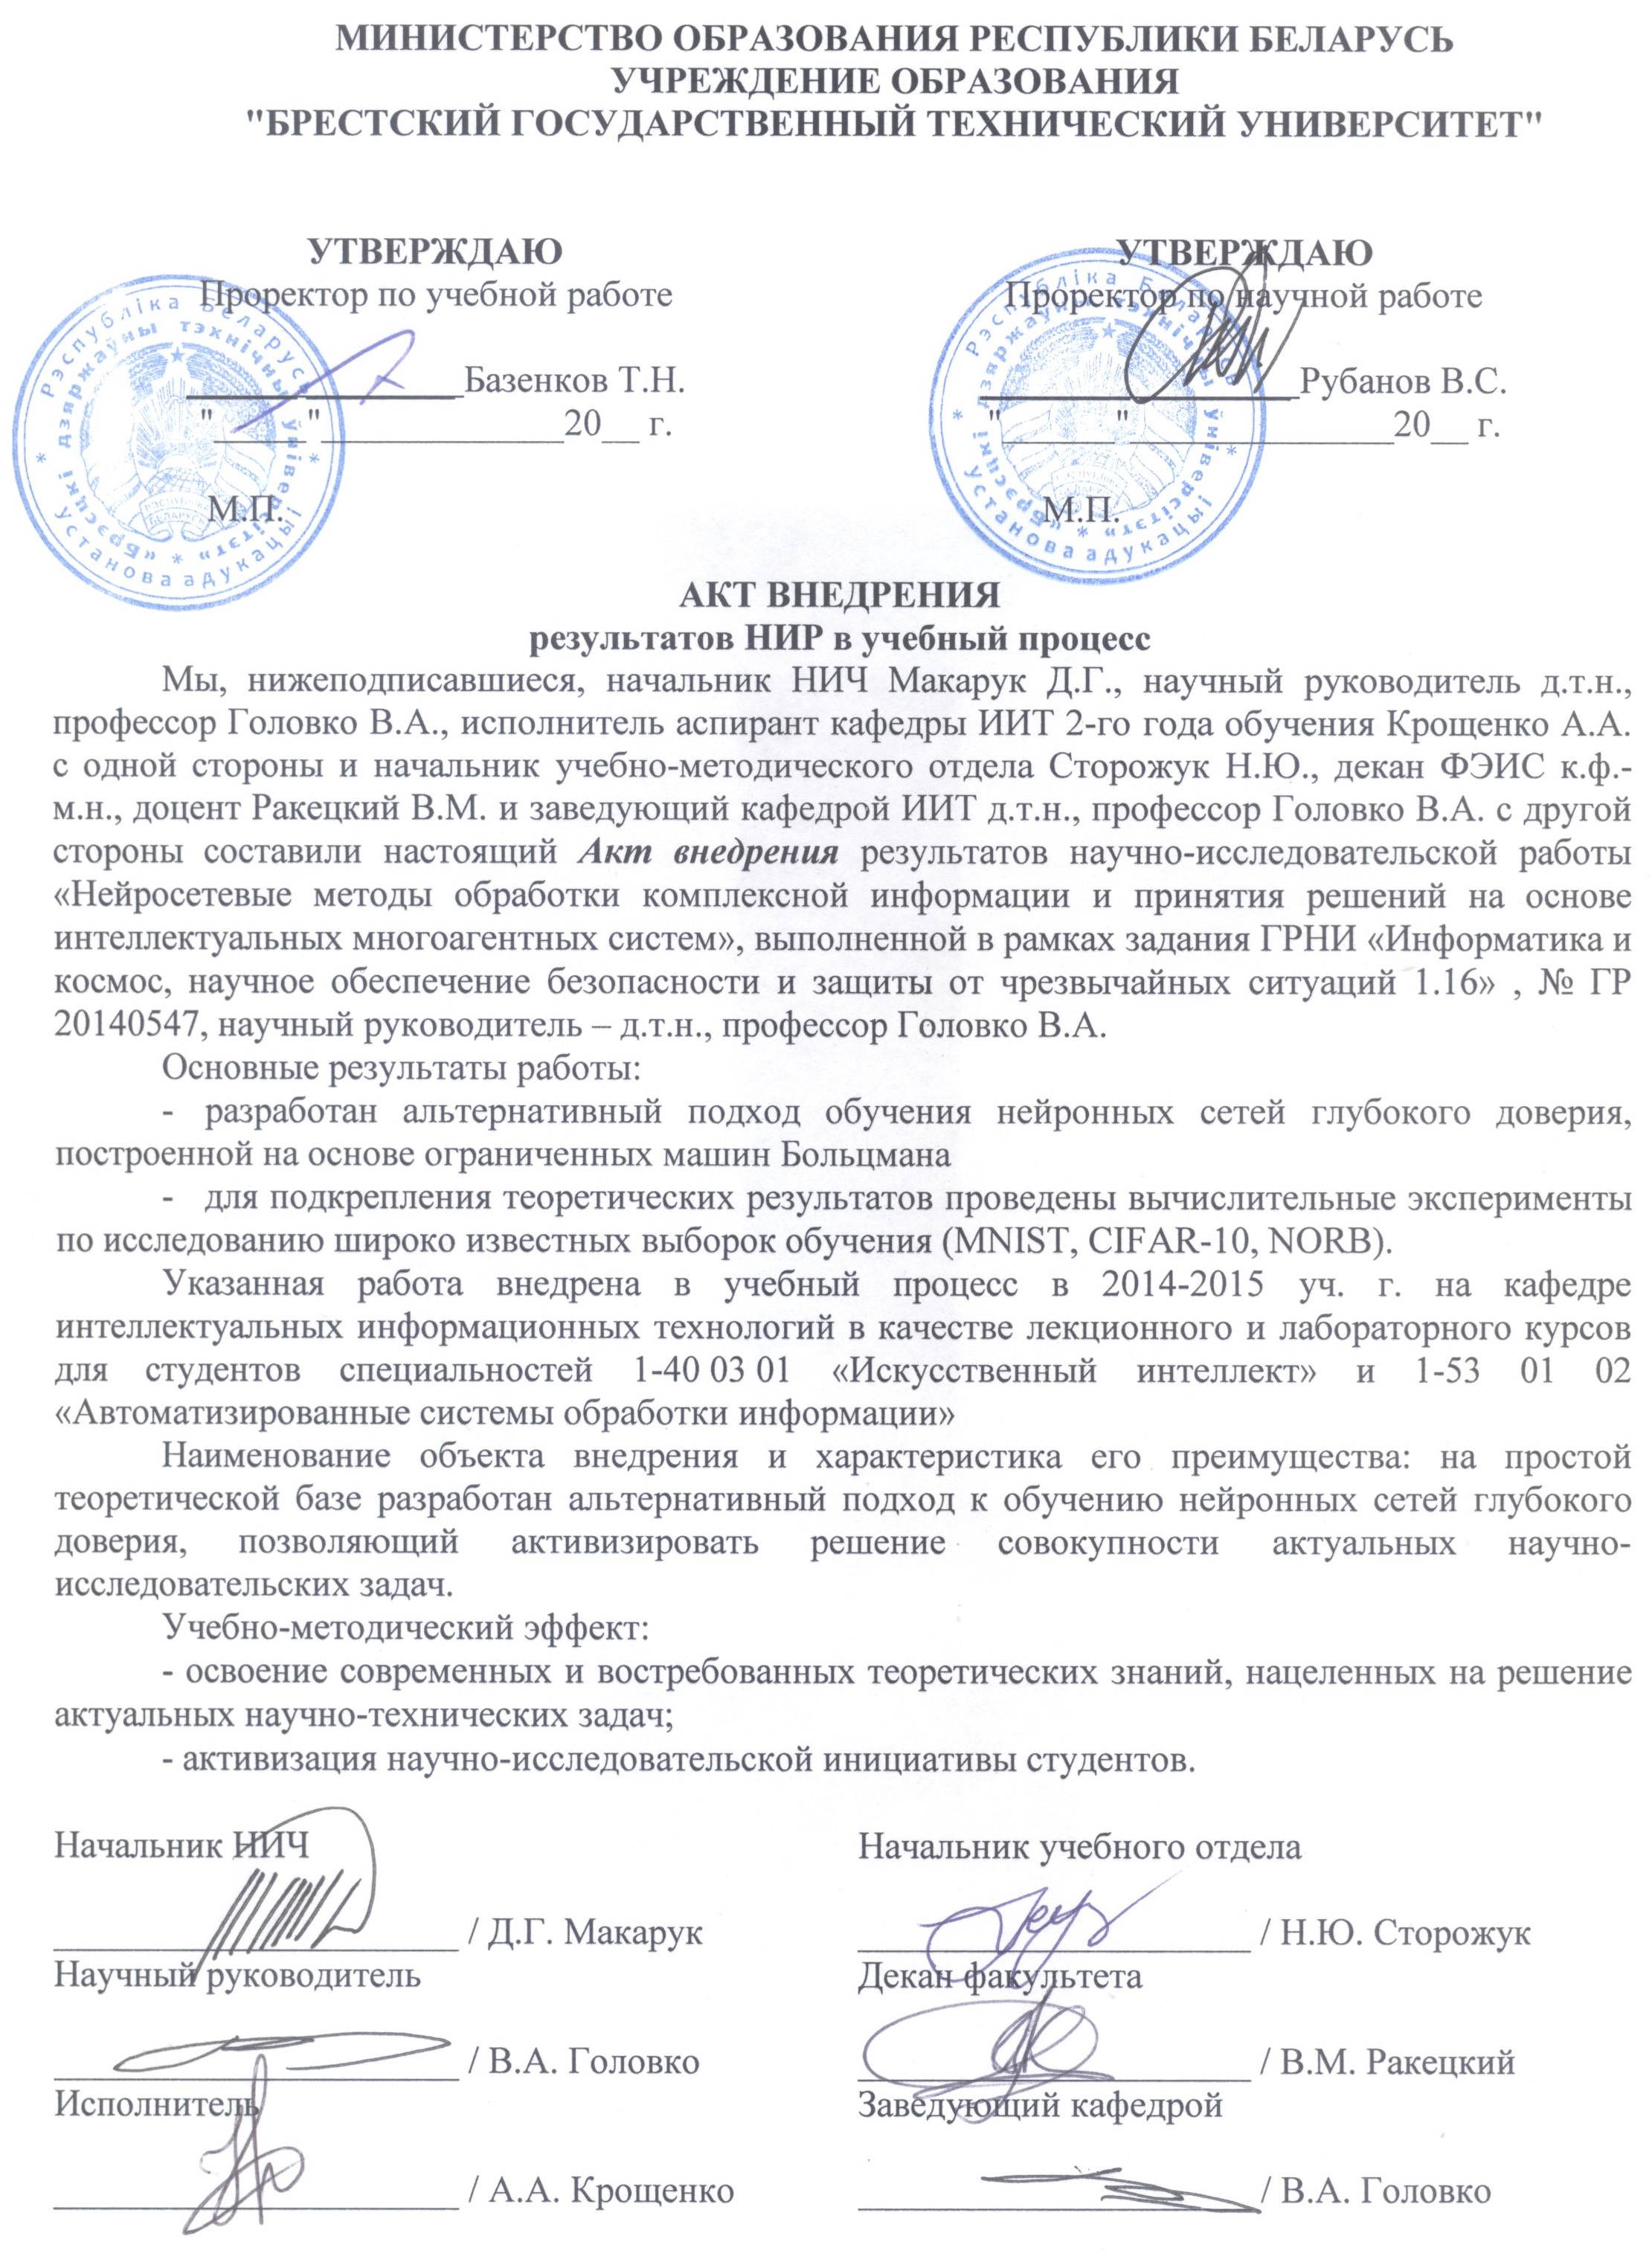 МИНИСТЕРСТВО ОБРАЗОВАНИЯ РЕСПУБЛИКИ БЕЛАРУСЬ
УЧРЕЖДЕНИЕ ОБРАЗОВАНИЯ
"БРЕСТСКИЙ ГОСУДАРСТВЕННЫЙ ТЕХНИЧЕСКИЙ УНИВЕРСИТЕТ"
УТВЕРЖДАЮ
Проректор по учебной работе
______________Базенков Т.Н.
"_____"_____________20__ г.
М.П.
Рэспубліка Беларусь
Установа адукацыі
«Брэсцкі дзяржаўны тэхнічны ўніверсітэт»
УТВЕРЖДАЮ
Проректор по научной работе
________________Рубанов В.С.
"______"______________20__ г.
М.П.
Рэспубліка Беларусь
Установа адукацыі
«Брэсцкі дзяржаўны тэхнічны ўніверсітэт»
АКТ ВНЕДРЕНИЯ
результатов НИР в учебный процесс
Мы, нижеподписавшиеся, начальник НИЧ Макарук Д.Г., научный руководитель д.т.н.,
профессор Головко В.А., исполнитель аспирант кафедры ИИТ 2-го года обучения Крощенко А.А.
с одной стороны и начальник учебно-методического отдела Сторожук Н.Ю., декан ФЭИС к.ф.-
м.н., доцент Ракецкий В.М. и заведующий кафедрой ИИТ д.т.н., профессор Головко В.А. с другой
стороны составили настоящий Акт внедрения результатов научно-исследовательской работы
«Нейросетевые методы обработки комплексной информации и принятия решений на основе
интеллектуальных многоагентных систем», выполненной в рамках задания ГРНИ «Информатика и
космос, научное обеспечение безопасности и защиты от чрезвычайных ситуаций 1.16» , № ГР
20140547, научный руководитель – д.т.н., профессор Головко В.А.
Основные результаты работы:
- разработан альтернативный подход обучения нейронных сетей глубокого доверия,
построенной на основе ограниченных машин Больцмана
- для подкрепления теоретических результатов проведены вычислительные эксперименты
по исследованию широко известных выборок обучения (MNIST, CIFAR-10, NORB).
Указанная работа внедрена в учебный процесс в 2014-2015 уч. г. на кафедре
интеллектуальных информационных технологий в качестве лекционного и лабораторного курсов
для студентов специальностей 1-40 03 01 «Искусственный интеллект» и 1-53 01 02
«Автоматизированные системы обработки информации»
Наименование объекта внедрения и характеристика его преимущества: на простой
теоретической базе разработан альтернативный подход к обучению нейронных сетей глубокого
доверия, позволяющий активизировать решение совокупности актуальных научно-
исследовательских задач.
Учебно-методический эффект:
- освоение современных и востребованных теоретических знаний, нацеленных на решение
актуальных научно-технических задач;
- активизация научно-исследовательской инициативы студентов.
Начальник НИЧ
______________________ / Д.Г. Макарук
Научный руководитель
______________________ / В.А. Головко
Исполнитель
______________________ / А.А. Крощенко
Начальник учебного отдела
_____________________ / Н.Ю. Сторожук
Декан факультета
_____________________ / В.М. Ракецкий
Заведующий кафедрой
_____________________ / В.А. Головко